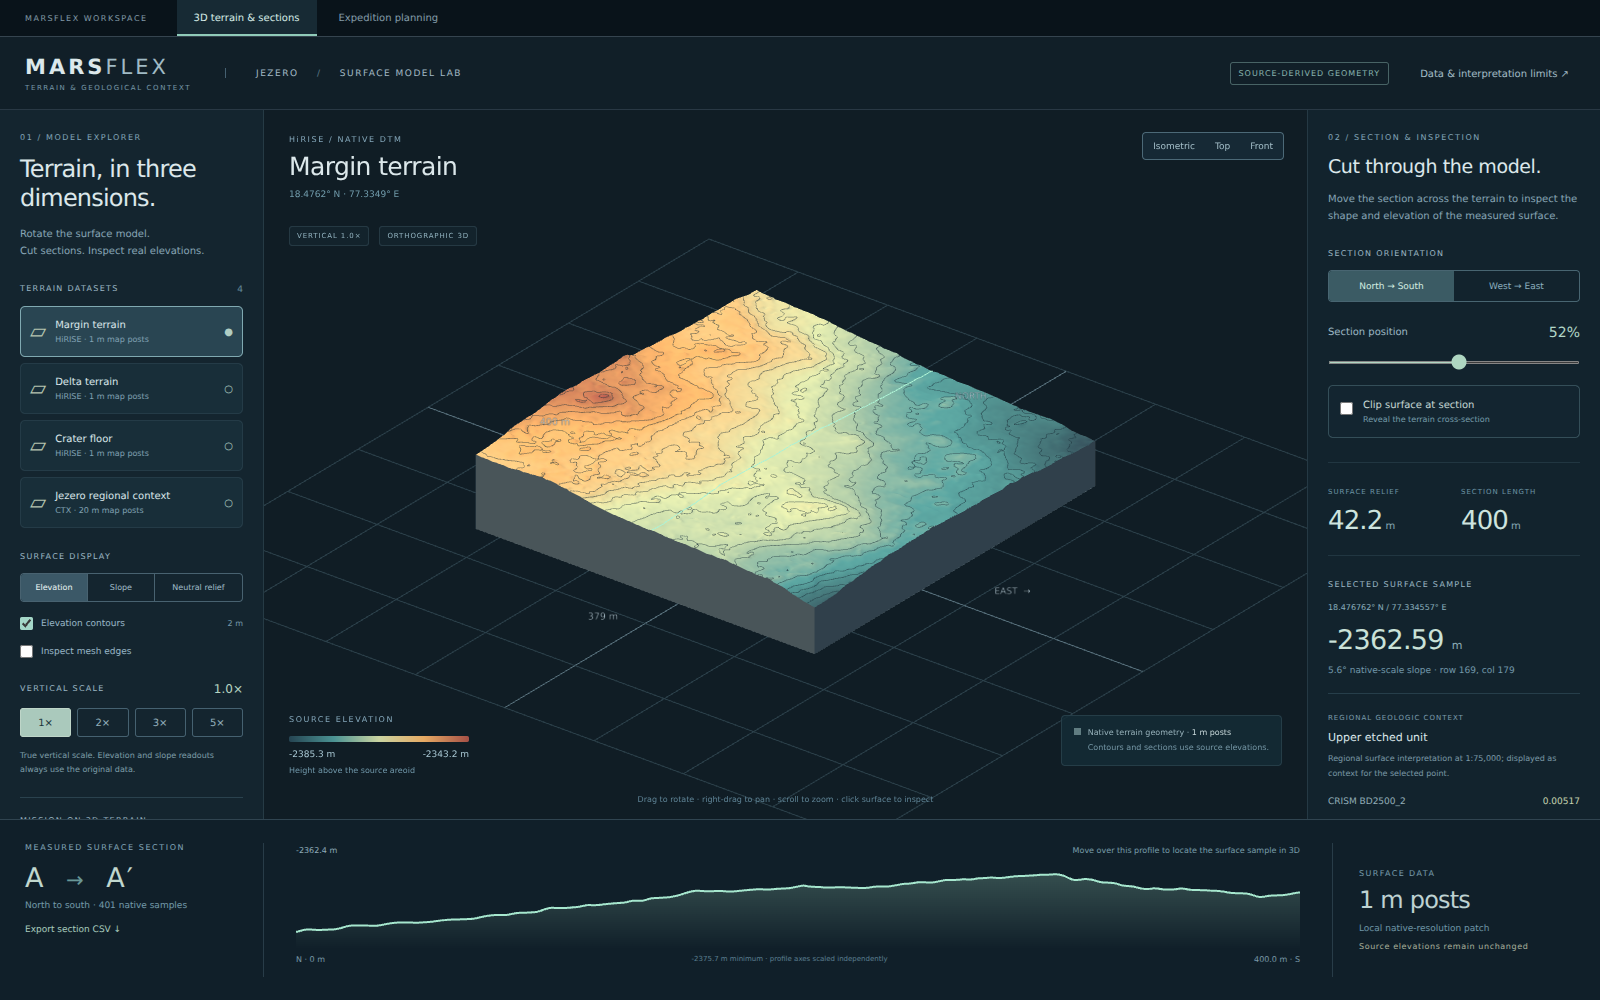 MARSFLEX WORKSPACE
3D terrain & sections
Expedition planning
MARSFLEX
TERRAIN & GEOLOGICAL CONTEXT
| JEZERO / SURFACE MODEL LAB
SOURCE-DERIVED GEOMETRY
Data & interpretation limits ↗
01 / MODEL EXPLORER
Terrain, in three
dimensions.
Rotate the surface model.
Cut sections. Inspect real elevations.
TERRAIN DATASETS 4
Margin terrain
HiRISE · 1 m map posts
Delta terrain
HiRISE · 1 m map posts
Crater floor
HiRISE · 1 m map posts
Jezero regional context
CTX · 20 m map posts
SURFACE DISPLAY
Elevation Slope Neutral relief
Elevation contours 2 m
Inspect mesh edges
VERTICAL SCALE 1.0×
1× 2× 3× 5×
True vertical scale. Elevation and slope readouts
always use the original data.
MISSION ON 3D TERRAIN
HiRISE / NATIVE DTM
Margin terrain
18.4762° N · 77.3349° E
VERTICAL 1.0× ORTHOGRAPHIC 3D
Isometric Top Front
400 m
EAST →
379 m
SOURCE ELEVATION
-2385.3 m -2343.2 m
Height above the source areoid
Native terrain geometry · 1 m posts
Contours and sections use source elevations.
Drag to rotate · right-drag to pan · scroll to zoom · click surface to inspect
02 / SECTION & INSPECTION
Cut through the model.
Move the section across the terrain to inspect the
shape and elevation of the measured surface.
SECTION ORIENTATION
North → South West → East
Section position 52%
Clip surface at section
Reveal the terrain cross-section
SURFACE RELIEF SECTION LENGTH
42.2 m 400 m
SELECTED SURFACE SAMPLE
18.476762° N / 77.334557° E
-2362.59 m
5.6° native-scale slope · row 169, col 179
REGIONAL GEOLOGIC CONTEXT
Upper etched unit
Regional surface interpretation at 1:75,000; displayed as
context for the selected point.
CRISM BD2500_2 0.00517
MEASURED SURFACE SECTION
A → A′
North to south · 401 native samples
Export section CSV ↓
-2362.4 m
Move over this profile to locate the surface sample in 3D
N · 0 m
-2375.7 m minimum · profile axes scaled independently
400.0 m · S
SURFACE DATA
1 m posts
Local native-resolution patch
Source elevations remain unchanged